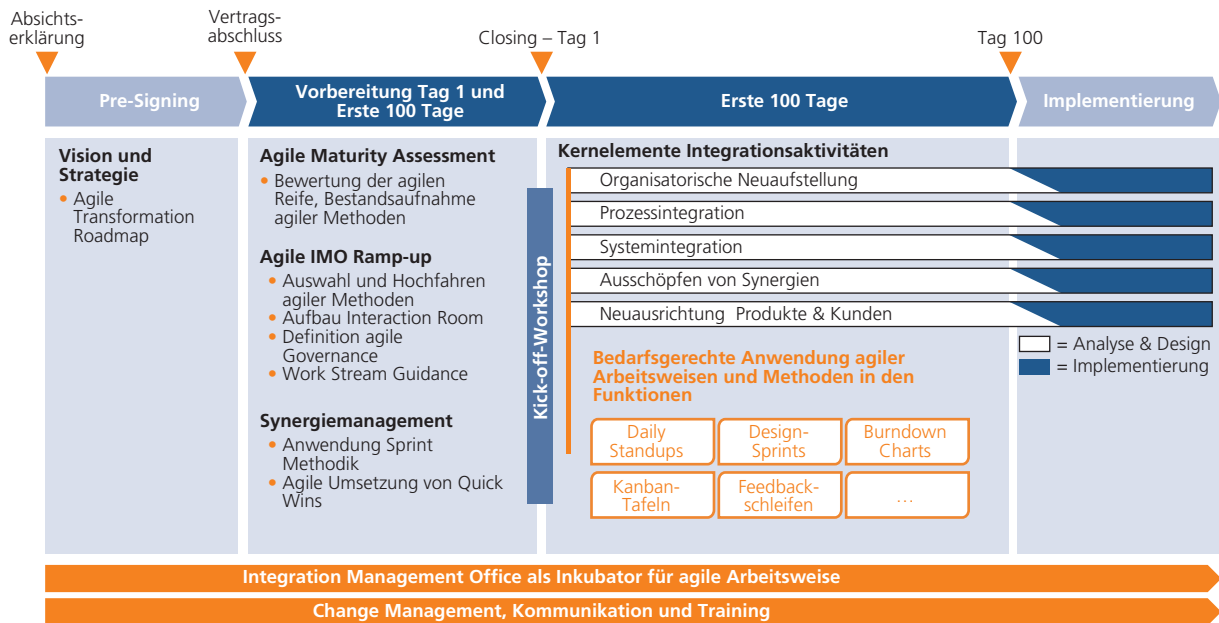 Absichts-
erklärung
Vertrags-
abschluss
Closing – Tag 1
Tag 100
Pre-Signing
Vorbereitung Tag 1 und
Erste 100 Tage
Erste 100 Tage
Implementierung
Vision und
Strategie
• Agile
Transformation
Roadmap
Agile Maturity Assessment
• Bewertung der agilen
Reife, Bestandsaufnahme
agiler Methoden
Agile IMO Ramp-up
• Auswahl und Hochfahren
agiler Methoden
• Aufbau Interaction Room
• Definition agile
Governance
• Work Stream Guidance
Synergiemanagement
• Anwendung Sprint
Methodik
• Agile Umsetzung von Quick
Wins
Kick-off-Workshop
Kernelemente Integrationsaktivitäten
Organisatorische Neuaufstellung
Prozessintegration
Systemintegration
Ausschöpfen von Synergien
Neuausrichtung Produkte & Kunden
= Analyse & Design
= Implementierung
Bedarfsgerechte Anwendung agiler
Arbeitsweisen und Methoden in den
Funktionen
Daily
Standups
Design-
Sprints
Burndown
Charts
Kanban-
Tafeln
Feedback-
schleifen
...
Integration Management Office als Inkubator für agile Arbeitsweise
Change Management, Kommunikation und Training